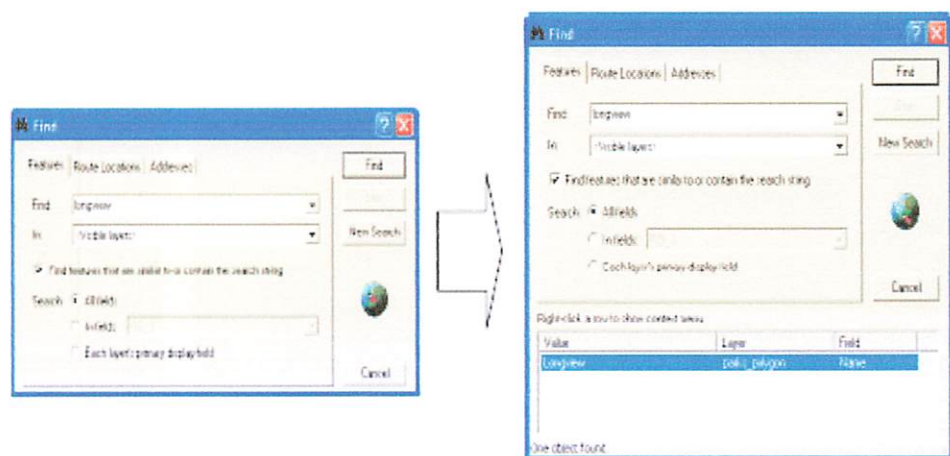 Find
Features Route Locations Addresses
Find
Find: longview
In: <Visible layers>
New Search
Find features that are similar to or contain the search string
Search: All fields
In fields:
Each layer's primary display field
Cancel
Find
Features Route Locations Addresses
Find
Find: longview
In: <Visible layers>
New Search
Find features that are similar to or contain the search string
Search: All fields
In fields:
Each layer's primary display field
Cancel
Right-click a row to show context menu
Value Layer Field
Longview parks_polygon Name
One object found